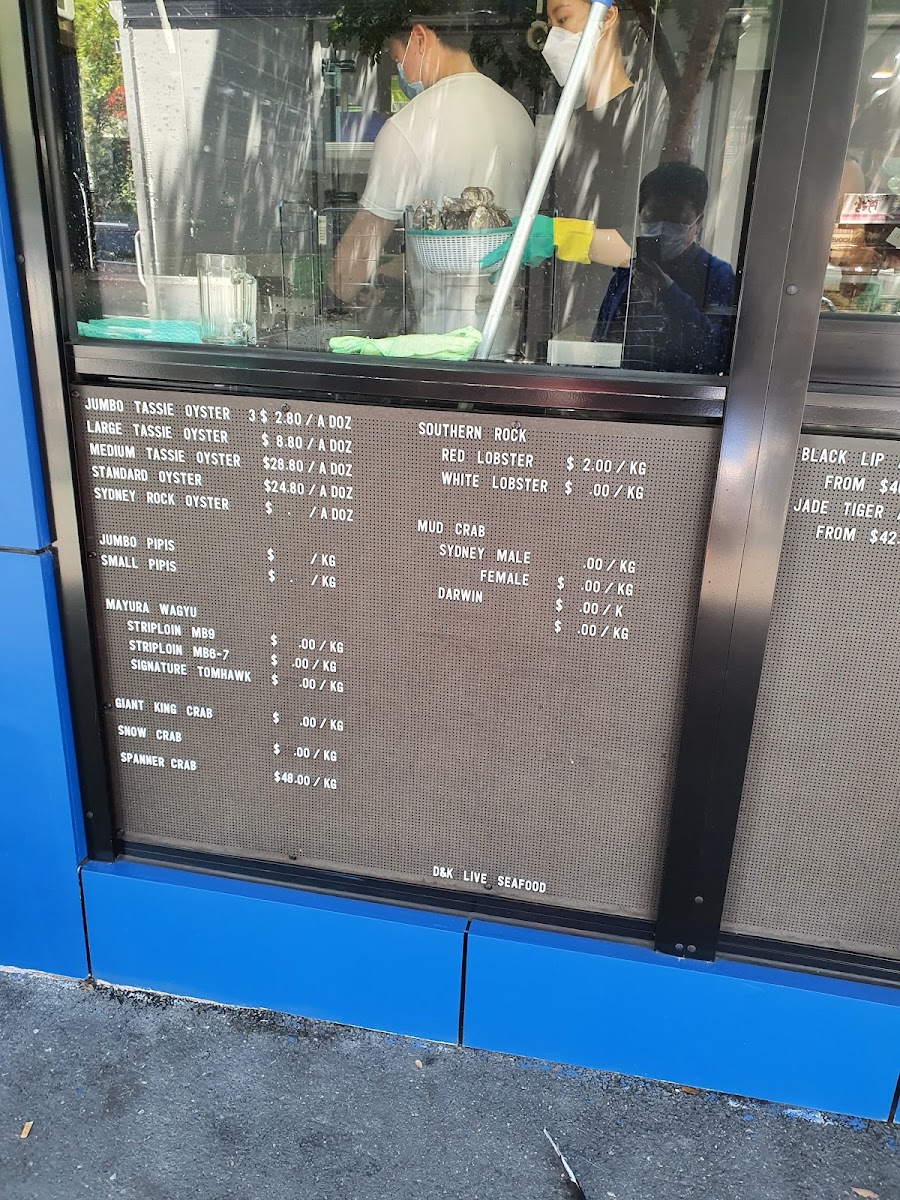 JUMBO TASSIE OYSTER 3 $ 2.80 / A DOZ
LARGE TASSIE OYSTER $ 8.80 / A DOZ
MEDIUM TASSIE OYSTER $28.80 / A DOZ
STANDARD OYSTER $24.80 / A DOZ
SYDNEY ROCK OYSTER $ . / A DOZ
JUMBO PIPIS $ / KG
SMALL PIPIS $ . / KG
MAYURA WAGYU
STRIPLOIN MB9 $ .00 / KG
STRIPLOIN MB6-7 $ .00 / KG
SIGNATURE TOMHAWK $ .00 / KG
GIANT KING CRAB $ .00 / KG
SNOW CRAB $ .00 / KG
SPANNER CRAB $48.00 / KG
SOUTHERN ROCK
RED LOBSTER $ 2.00 / KG
WHITE LOBSTER $ .00 / KG
MUD CRAB
SYDNEY MALE .00 / KG
FEMALE $ .00 / KG
$ .00 / K
DARWIN $ .00 / KG
D&K LIVE SEAFOOD
BLACK LIP
FROM $4
JADE TIGER
FROM $42.